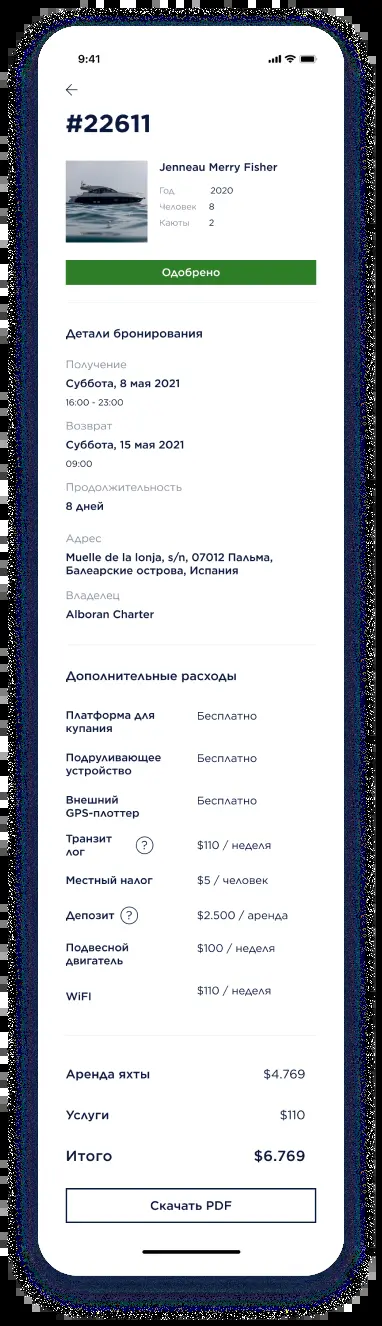 9:41
#22611
Jenneau Merry Fisher
Год 2020
Человек 8
Каюты 2
Одобрено
Детали бронирования
Получение
Суббота, 8 мая 2021
16:00 - 23:00
Возврат
Суббота, 15 мая 2021
09:00
Продолжительность
8 дней
Адрес
Muelle de la lonja, s/n, 07012 Пальма,
Балеарские острова, Испания
Владелец
Alboran Charter
Дополнительные расходы
Платформа для
купания
Бесплатно
Подруливающее
устройство
Бесплатно
Внешний
GPS-плоттер
Бесплатно
Транзит
лог
?
$110 / неделя
Местный налог $5 / человек
Депозит ? $2.500 / аренда
Подвесной
двигатель
$100 / неделя
WiFI $110 / неделя
Аренда яхты $4.769
Услуги $110
Итого $6.769
Скачать PDF